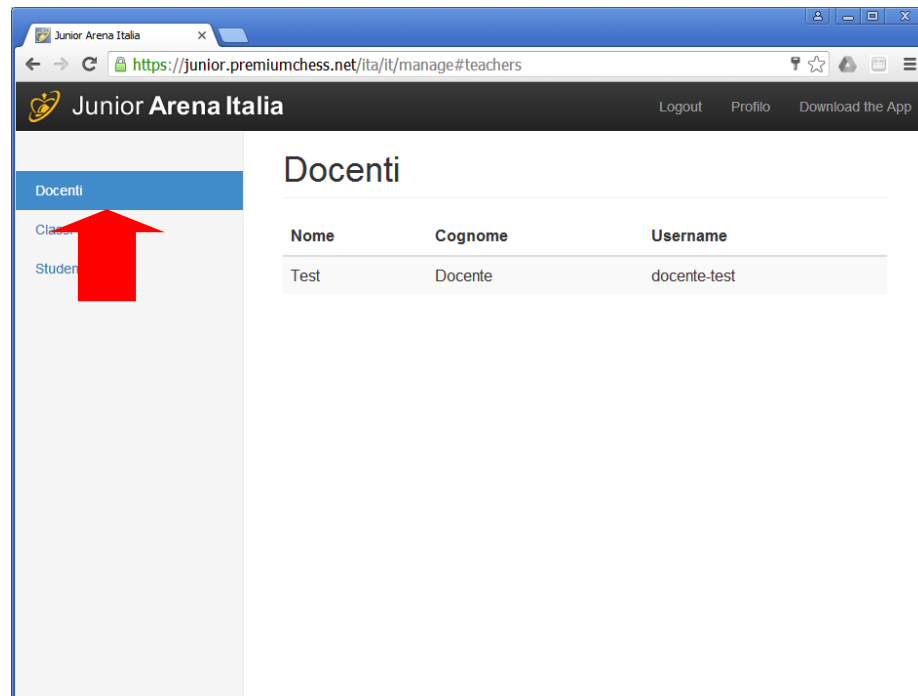 Junior Arena Italia
https://junior.premiumchess.net/ita/it/manage#teachers
Junior Arena Italia
Logout Profilo Download the App
Docenti
Docenti
Nome Cognome Username
Test Docente docente-test